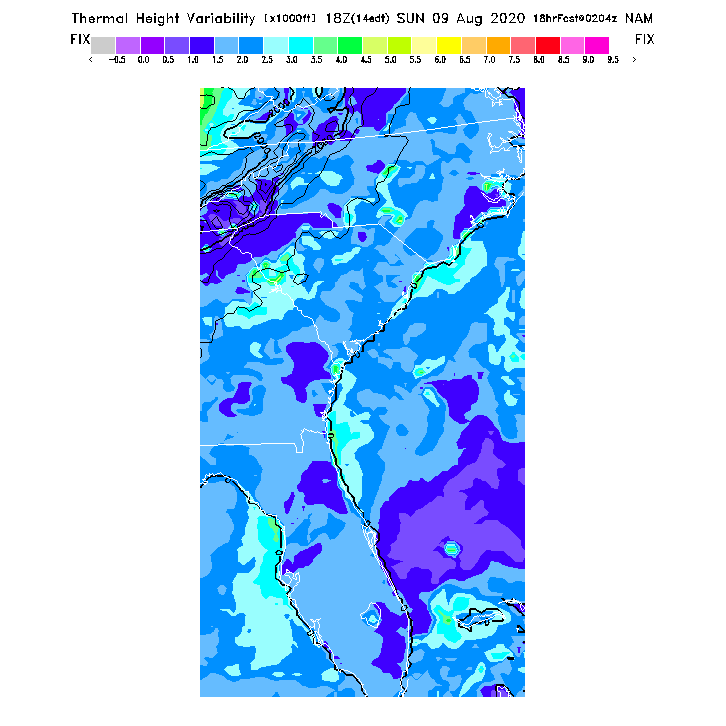 Thermal Height Variability [x1000ft] 18Z(14edt) SUN 09 Aug 2020 18hrFcst@0204z NAM
FIX FIX
< -0.5 0.0 0.5 1.0 1.5 2.0 2.5 3.0 3.5 4.0 4.5 5.0 5.5 6.0 6.5 7.0 7.5 8.0 8.5 9.0 9.5 >
2000